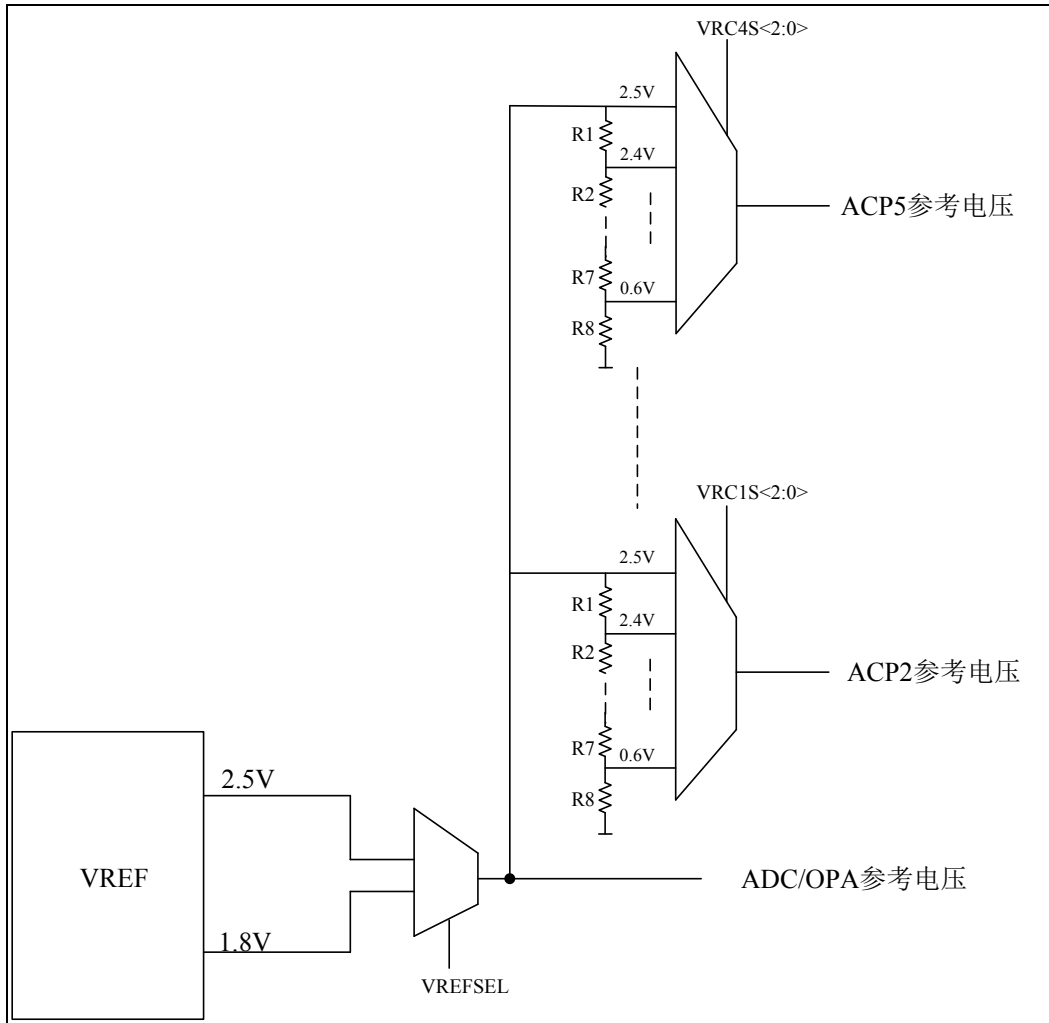 VRC4S<2:0>
2.5V
R1
2.4V
R2
ACP5参考电压
R7
0.6V
R8
VRC1S<2:0>
2.5V
R1
2.4V
R2
ACP2参考电压
R7
0.6V
R8
2.5V
VREF
ADC/OPA参考电压
1.8V
VREFSEL